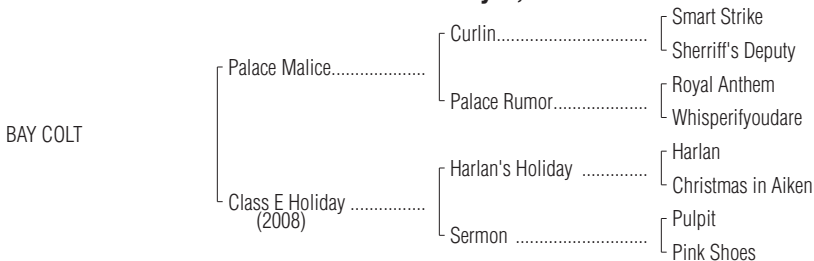 Smart Strike
Curlin................................
Sherriff's Deputy
Palace Malice....................
Royal Anthem
Palace Rumor....................
Whisperifyoudare
BAY COLT
Harlan
Harlan's Holiday ..............
Christmas in Aiken
Class E Holiday ................
(2008)
Pulpit
Sermon ............................
Pink Shoes